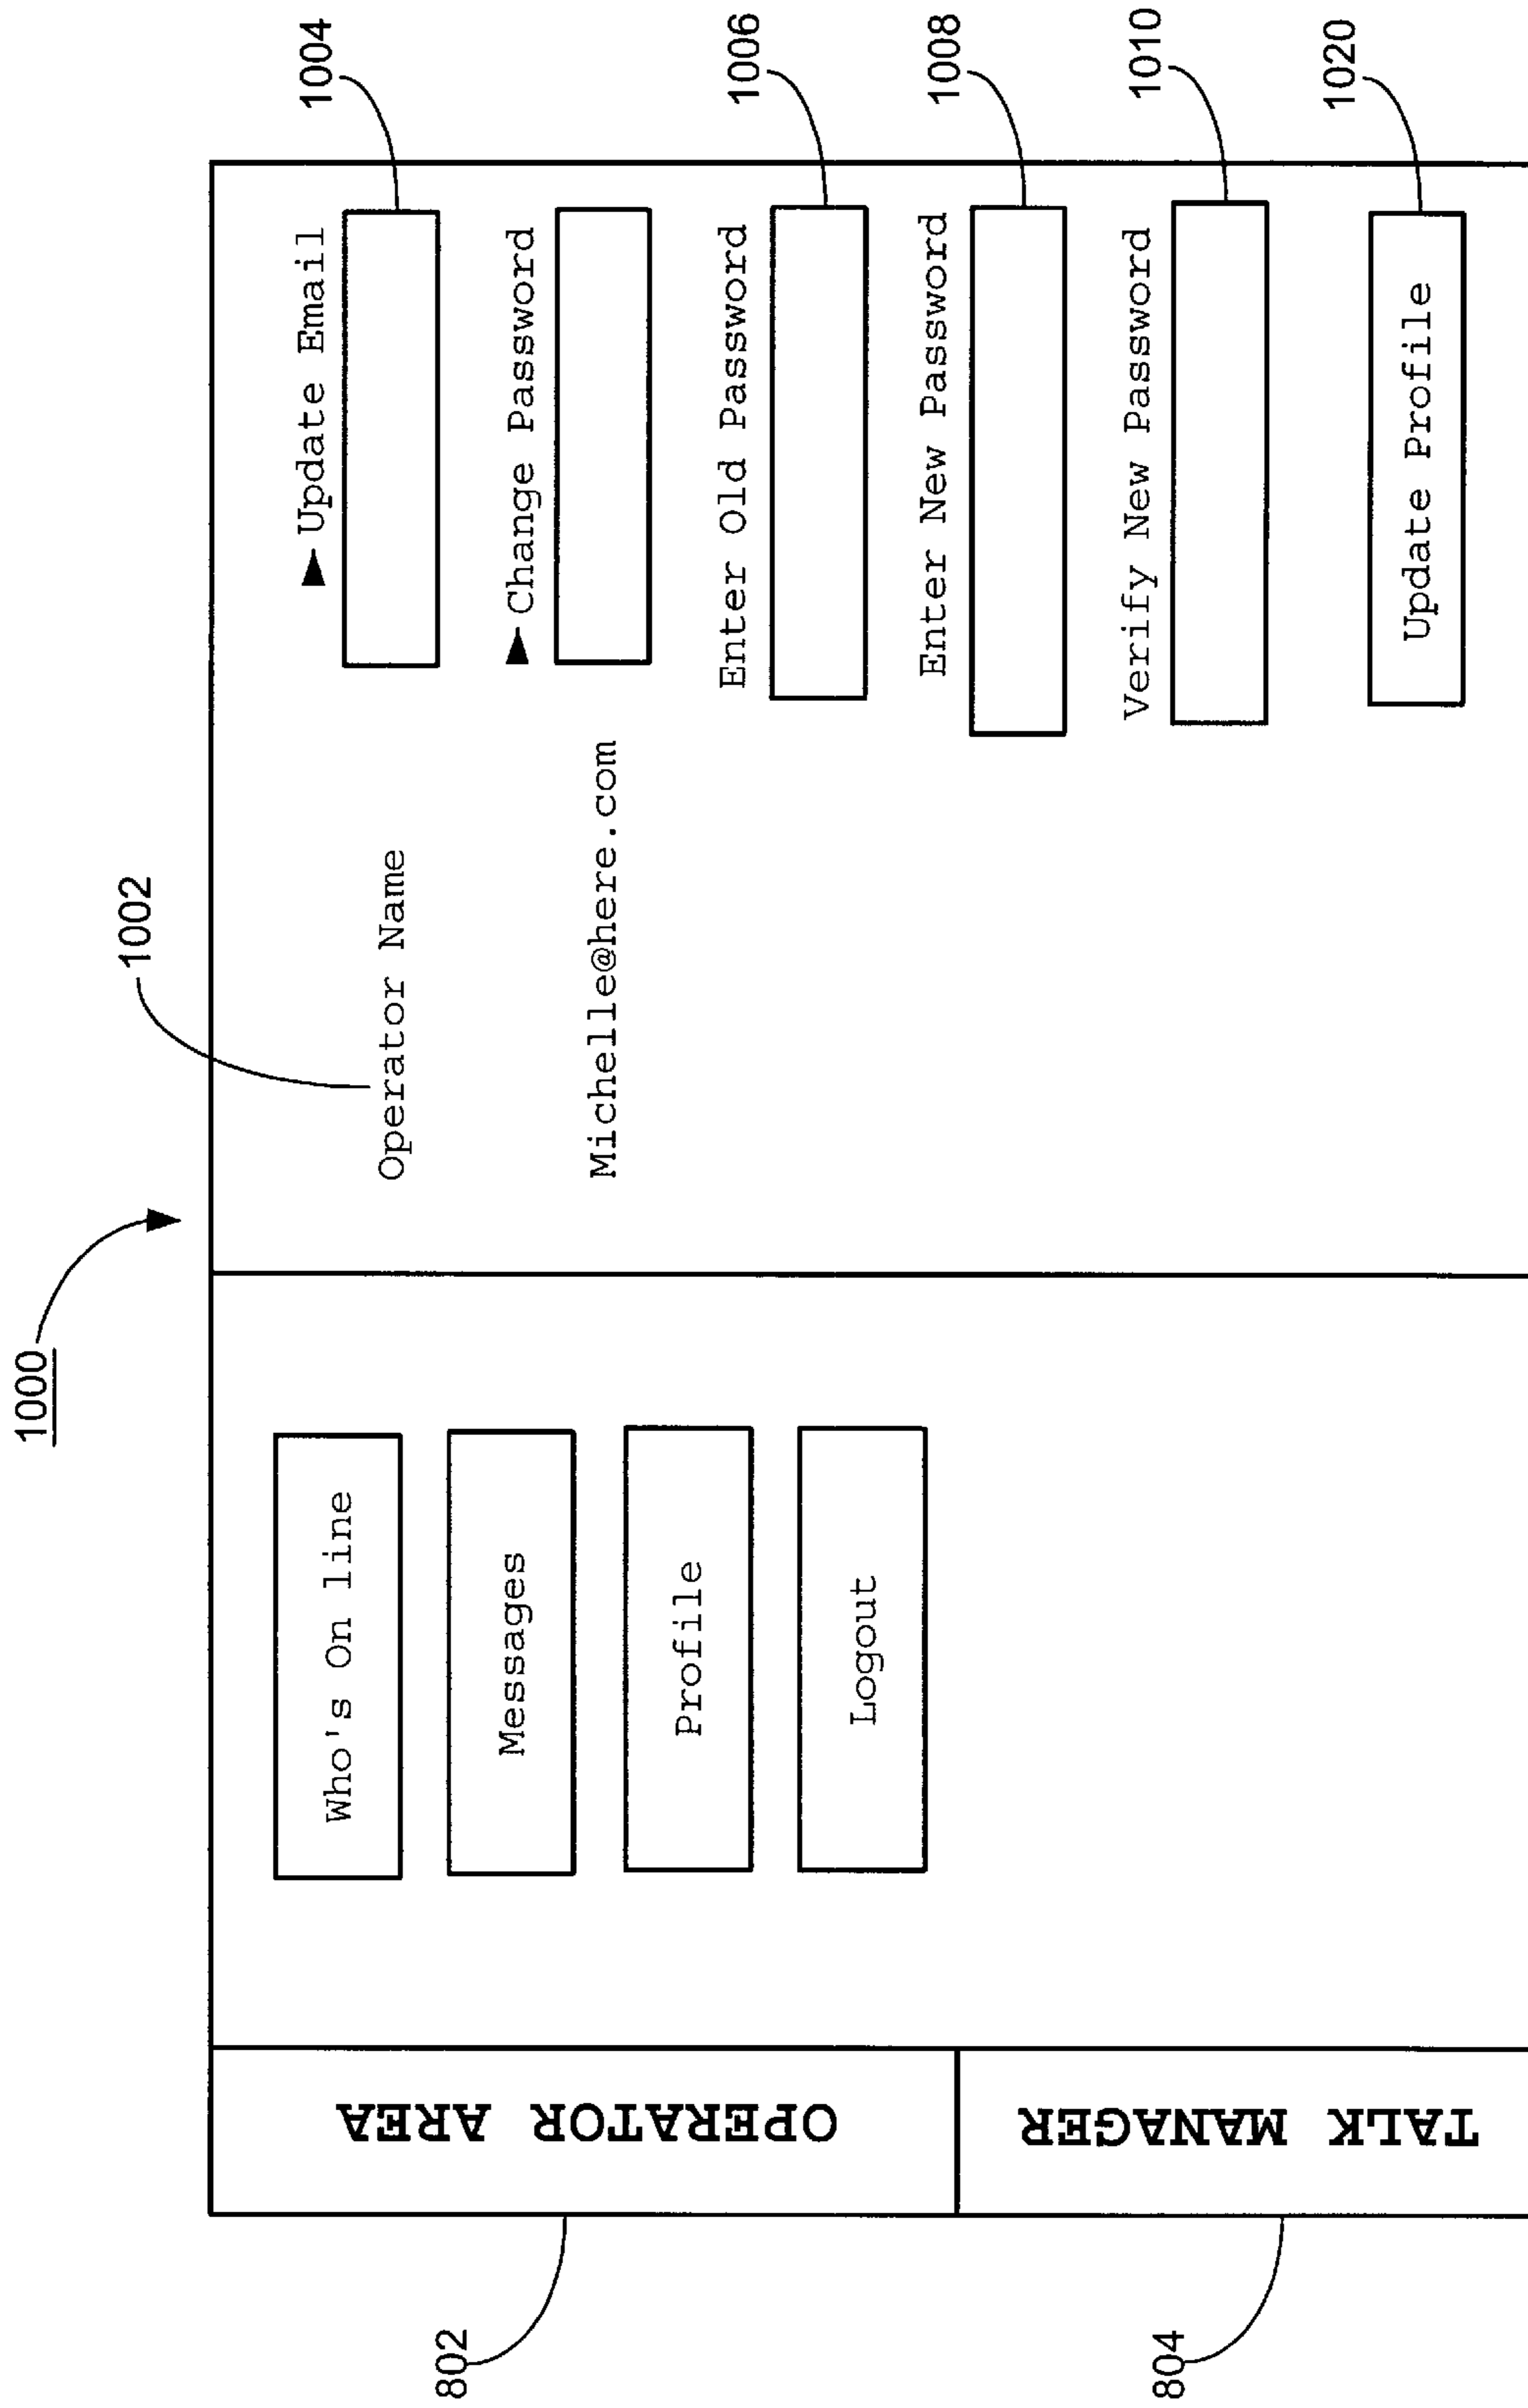 1000
1002
802
804
OPERATOR AREA
TALK MANAGER
Who's On line
Messages
Profile
Logout
Operator Name
Michelle@here.com
► Update Email
1004
► Change Password
Enter Old Password
1006
Enter New Password
1008
Verify New Password
1010
Update Profile
1020